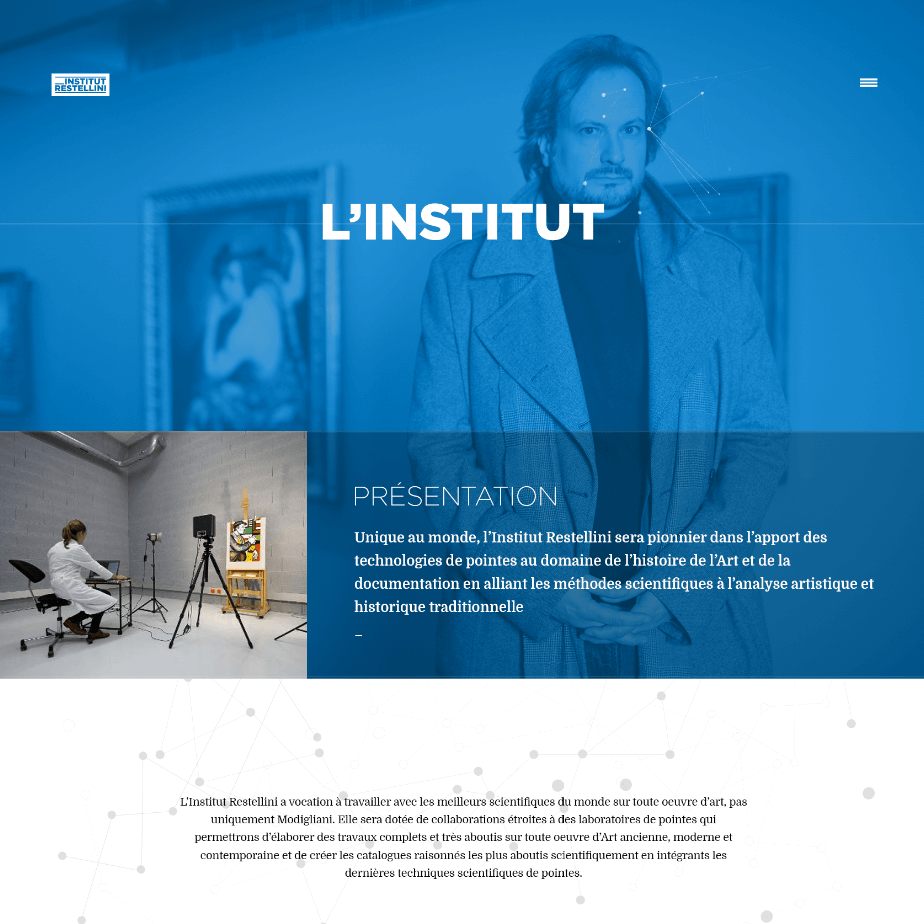 INSTITUT
RESTELLINI
L'INSTITUT
PRÉSENTATION
Unique au monde, l'Institut Restellini sera pionnier dans l'apport des
technologies de pointes au domaine de l'histoire de l'Art et de la
documentation en alliant les méthodes scientifiques à l'analyse artistique et
historique traditionnelle
–
L'Institut Restellini a vocation à travailler avec les meilleurs scientifiques du monde sur toute oeuvre d'art, pas
uniquement Modigliani. Elle sera dotée de collaborations étroites à des laboratoires de pointes qui
permettrons d'élaborer des travaux complets et très aboutis sur toute oeuvre d'Art ancienne, moderne et
contemporaine et de créer les catalogues raisonnés les plus aboutis scientifiquement en intégrants les
dernières techniques scientifiques de pointes.